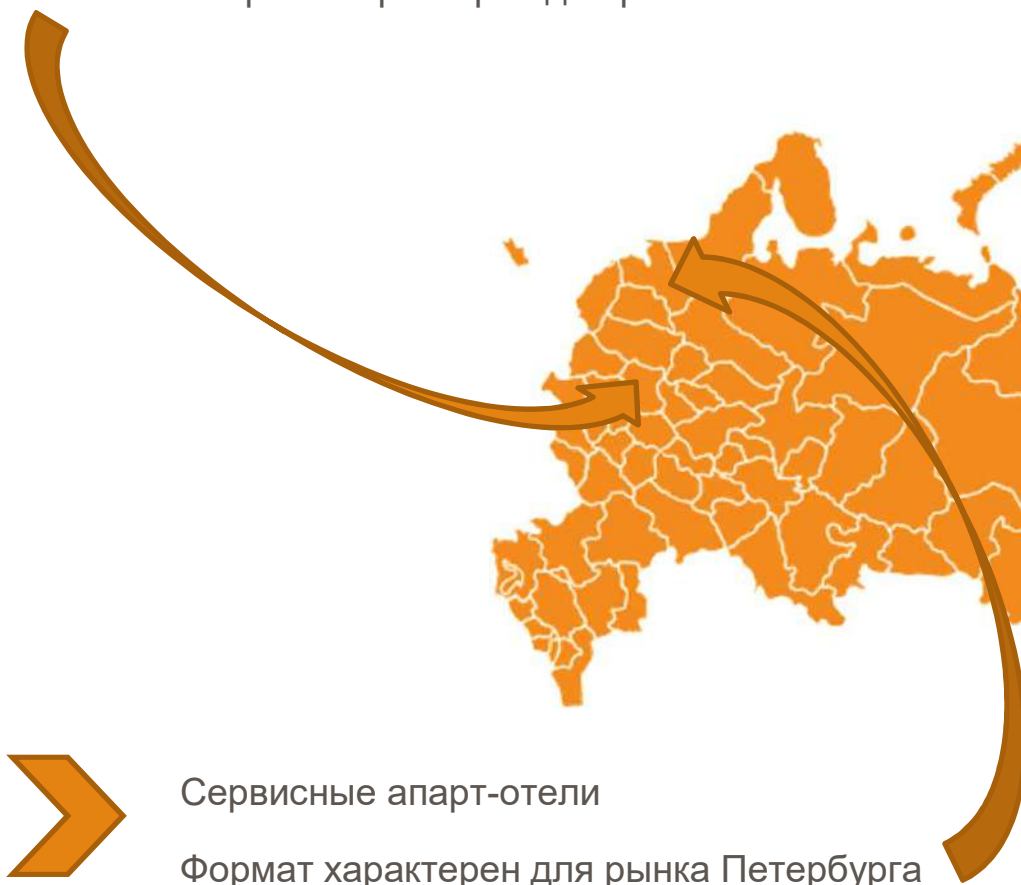 Сервисные апарт-отели
Формат характерен для рынка Петербурга